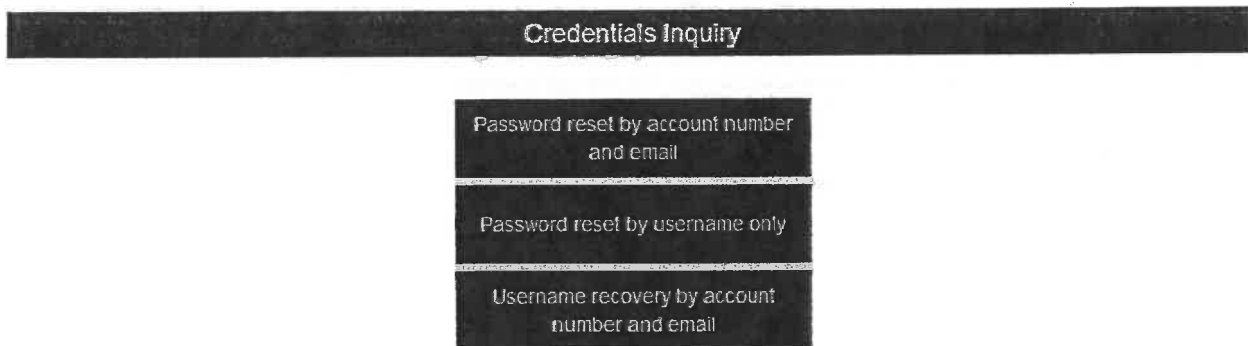 Credentials Inquiry
Password reset by account number
and email
Password reset by username only
Username recovery by account
number and email